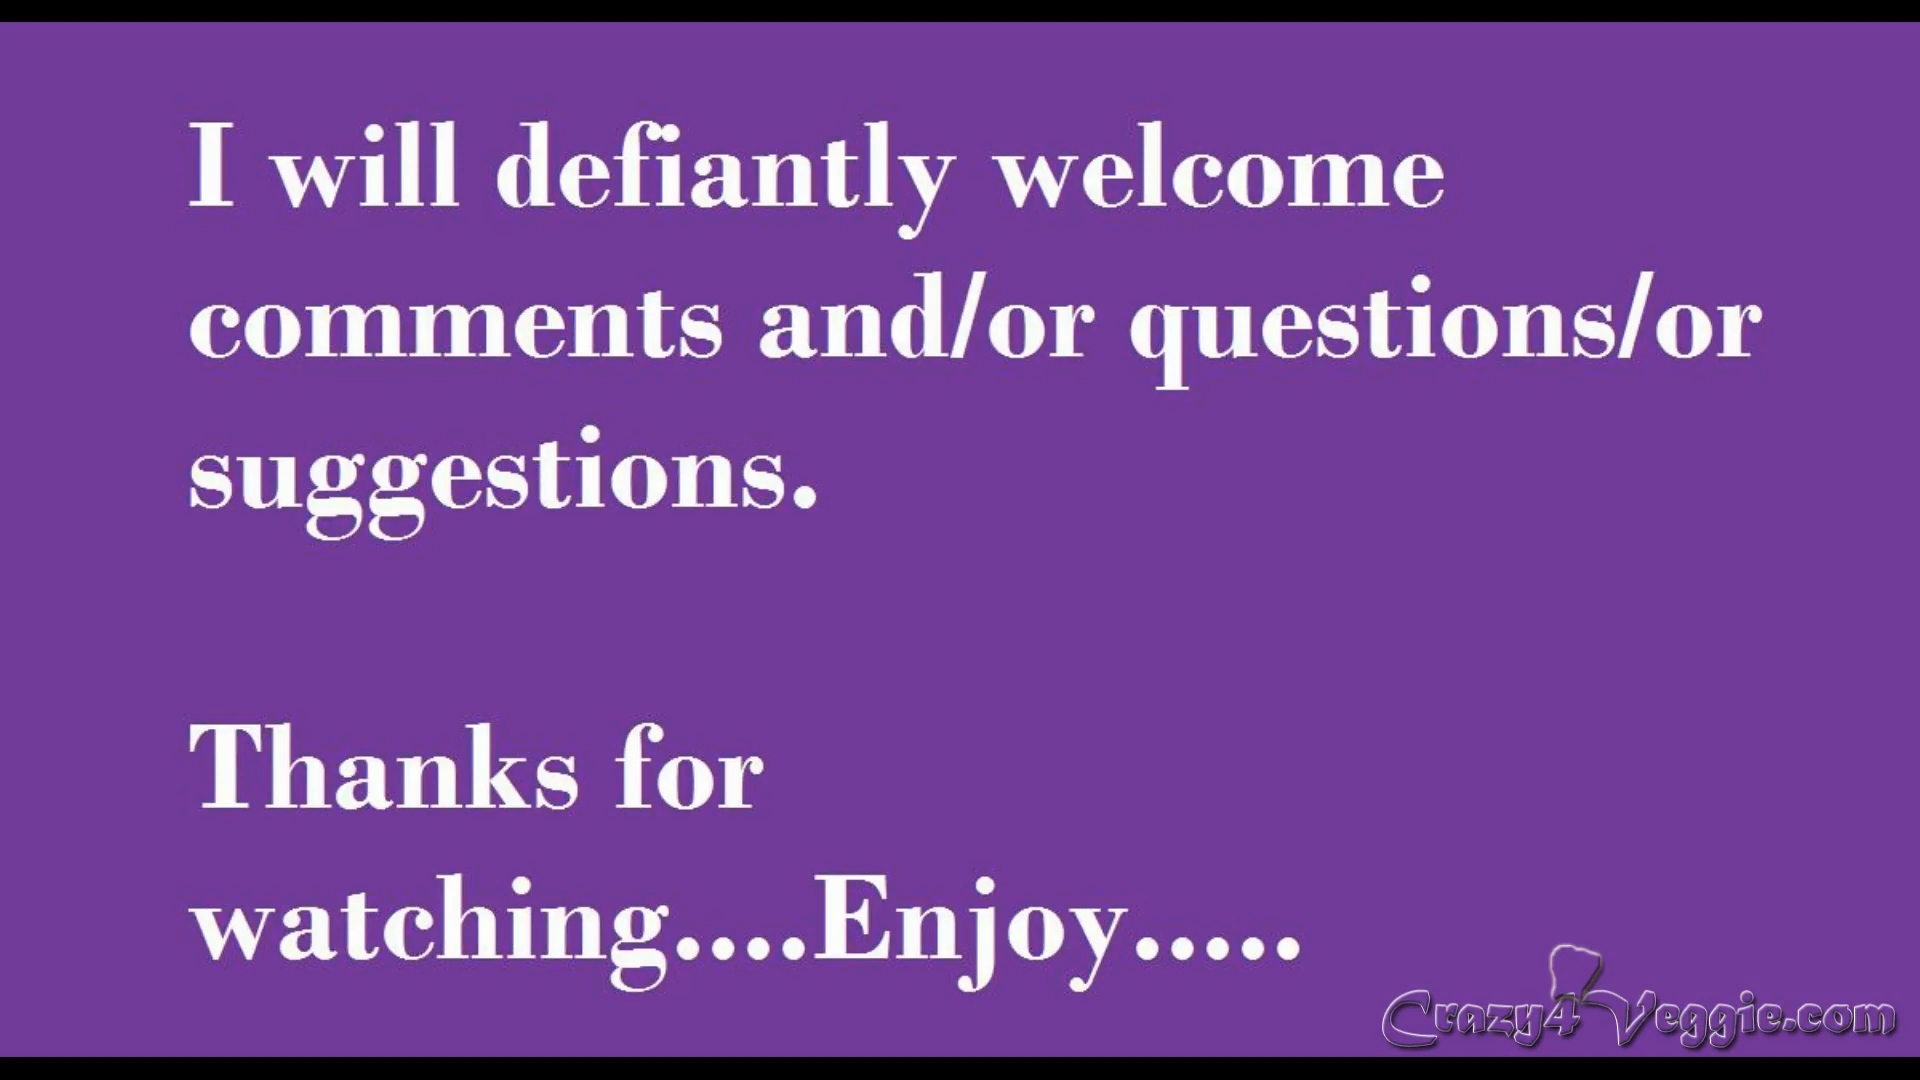 I will defiantly welcome
comments and/or questions/or
suggestions.
Thanks for
watching....Enjoy.....
Crazy4Veggie.com